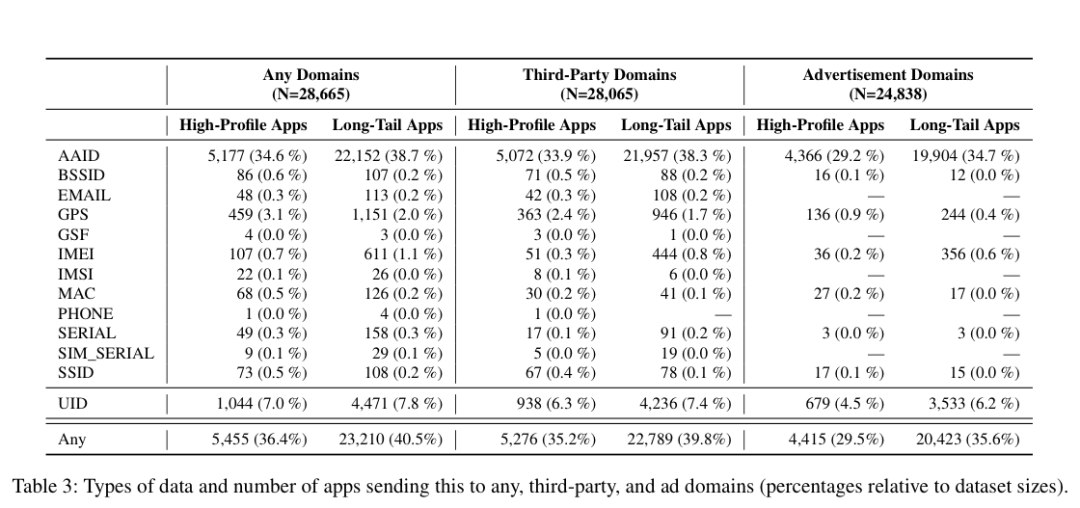 Any Domains Third-Party Domains Advertisement Domains
(N=28,665) (N=28,065) (N=24,838)
High-Profile Apps Long-Tail Apps High-Profile Apps Long-Tail Apps High-Profile Apps Long-Tail Apps
AAID 5,177 (34.6 %) 22,152 (38.7 %) 5,072 (33.9 %) 21,957 (38.3 %) 4,366 (29.2 %) 19,904 (34.7 %)
BSSID 86 (0.6 %) 107 (0.2 %) 71 (0.5 %) 88 (0.2 %) 16 (0.1 %) 12 (0.0 %)
EMAIL 48 (0.3 %) 113 (0.2 %) 42 (0.3 %) 108 (0.2 %) — —
GPS 459 (3.1 %) 1,151 (2.0 %) 363 (2.4 %) 946 (1.7 %) 136 (0.9 %) 244 (0.4 %)
GSF 4 (0.0 %) 3 (0.0 %) 3 (0.0 %) 1 (0.0 %) — —
IMEI 107 (0.7 %) 611 (1.1 %) 51 (0.3 %) 444 (0.8 %) 36 (0.2 %) 356 (0.6 %)
IMSI 22 (0.1 %) 26 (0.0 %) 8 (0.1 %) 6 (0.0 %) — —
MAC 68 (0.5 %) 126 (0.2 %) 30 (0.2 %) 41 (0.1 %) 27 (0.2 %) 17 (0.0 %)
PHONE 1 (0.0 %) 4 (0.0 %) 1 (0.0 %) — — —
SERIAL 49 (0.3 %) 158 (0.3 %) 17 (0.1 %) 91 (0.2 %) 3 (0.0 %) 3 (0.0 %)
SIM_SERIAL 9 (0.1 %) 29 (0.1 %) 5 (0.0 %) 19 (0.0 %) — —
SSID 73 (0.5 %) 108 (0.2 %) 67 (0.4 %) 78 (0.1 %) 17 (0.1 %) 15 (0.0 %)
UID 1,044 (7.0 %) 4,471 (7.8 %) 938 (6.3 %) 4,236 (7.4 %) 679 (4.5 %) 3,533 (6.2 %)
Any 5,455 (36.4%) 23,210 (40.5%) 5,276 (35.2%) 22,789 (39.8%) 4,415 (29.5%) 20,423 (35.6%)
Table 3: Types of data and number of apps sending this to any, third-party, and ad domains (percentages relative to dataset sizes).